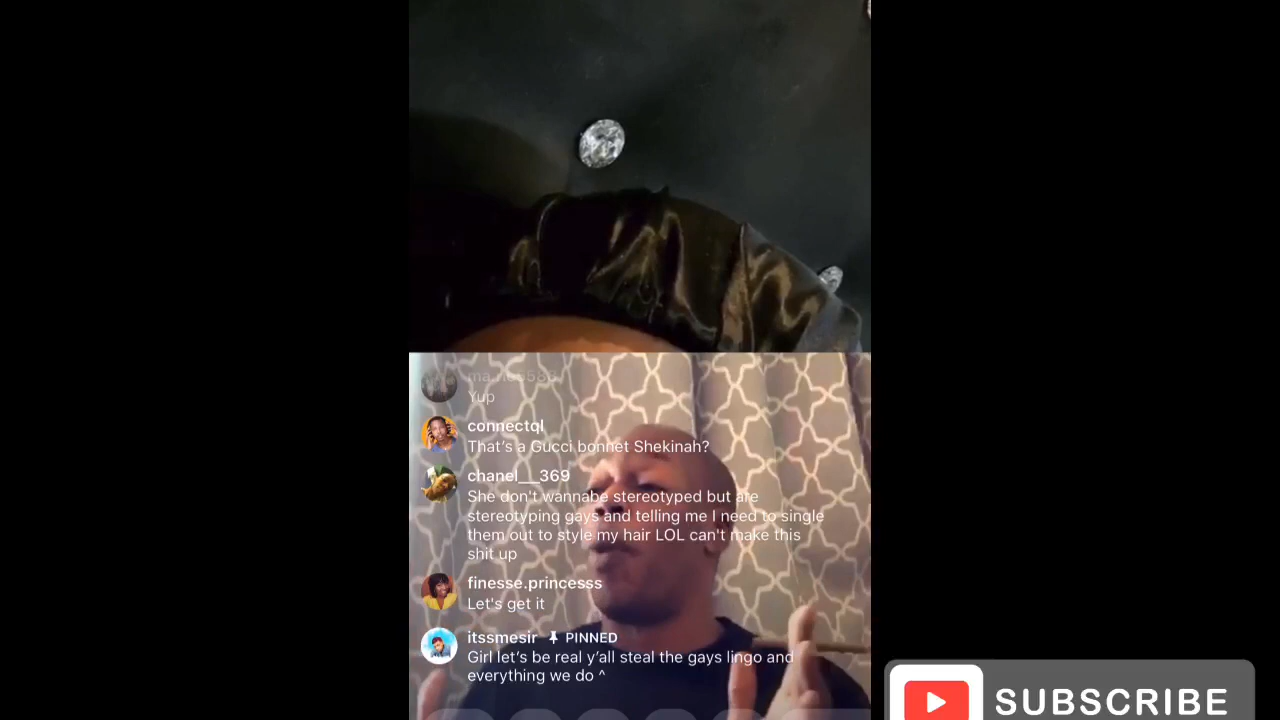 Yup
connectql
That's a Gucci bonnet Shekinah?
chanel___369
She don't wannabe stereotyped but are
stereotyping gays and telling me I need to single
them out to style my hair LOL can't make this
shit up
finesse.princesss
Let's get it
itssmesir PINNED
Girl let's be real y'all steal the gays lingo and
everything we do ^
SUBSCRIBE